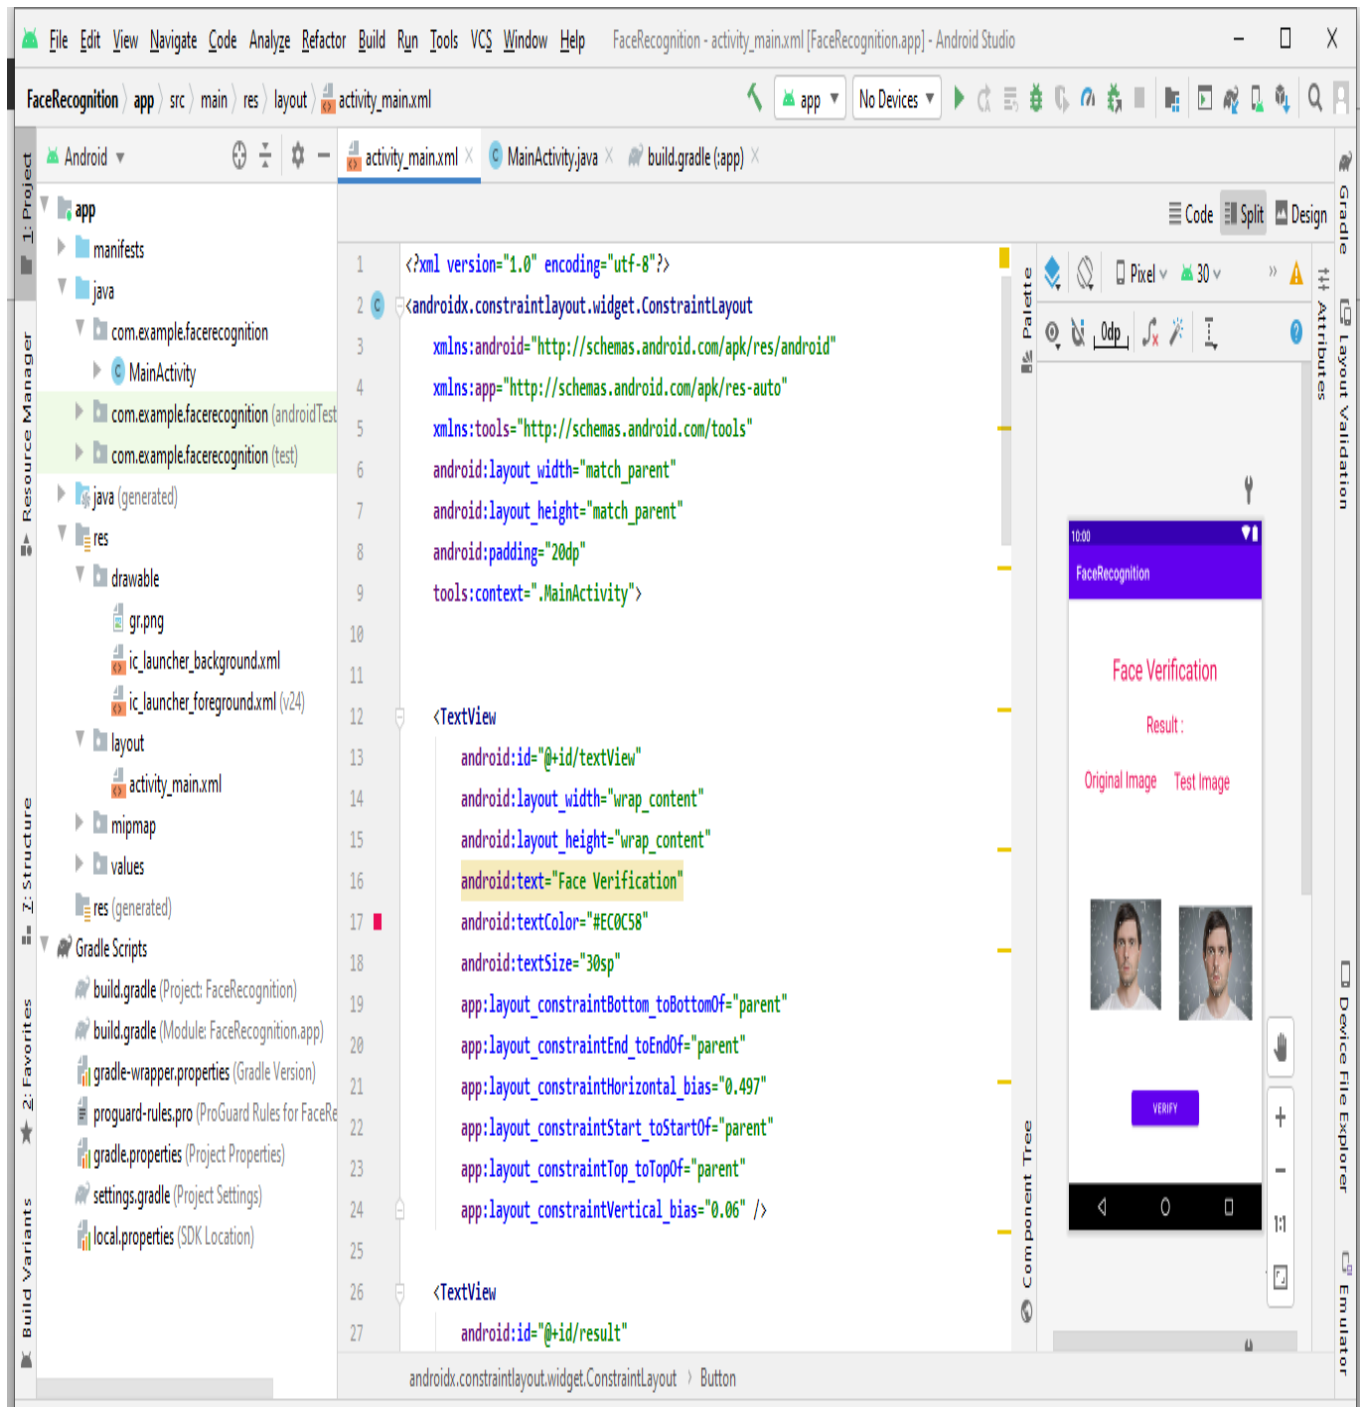 File Edit View Navigate Code Analyze Refactor Build Run Tools VCS Window Help FaceRecognition - activity_main.xml [FaceRecognition.app] - Android Studio
FaceRecognition app src main res layout activity_main.xml app No Devices
1: Project
Resource Manager
7: Structure
2: Favorites
Build Variants
Android
app
manifests
java
com.example.facerecognition
MainActivity
com.example.facerecognition (androidTest
com.example.facerecognition (test)
java (generated)
res
drawable
gr.png
ic_launcher_background.xml
ic_launcher_foreground.xml (v24)
layout
activity_main.xml
mipmap
values
res (generated)
Gradle Scripts
build.gradle (Project: FaceRecognition)
build.gradle (Module: FaceRecognition.app)
gradle-wrapper.properties (Gradle Version)
proguard-rules.pro (ProGuard Rules for FaceRe
gradle.properties (Project Properties)
settings.gradle (Project Settings)
local.properties (SDK Location)
activity_main.xml MainActivity.java build.gradle (:app)
Code Split Design
1 <?xml version="1.0" encoding="utf-8"?>
2 C <androidx.constraintlayout.widget.ConstraintLayout
3 xmlns:android="http://schemas.android.com/apk/res/android"
4 xmlns:app="http://schemas.android.com/apk/res-auto"
5 xmlns:tools="http://schemas.android.com/tools"
6 android:layout_width="match_parent"
7 android:layout_height="match_parent"
8 android:padding="20dp"
9 tools:context=".MainActivity">
10
11
12 <TextView
13 android:id="@+id/textView"
14 android:layout_width="wrap_content"
15 android:layout_height="wrap_content"
16 android:text="Face Verification"
17 android:textColor="#EC0C58"
18 android:textSize="30sp"
19 app:layout_constraintBottom_toBottomOf="parent"
20 app:layout_constraintEnd_toEndOf="parent"
21 app:layout_constraintHorizontal_bias="0.497"
22 app:layout_constraintStart_toStartOf="parent"
23 app:layout_constraintTop_toTopOf="parent"
24 app:layout_constraintVertical_bias="0.06" />
25
26 <TextView
27 android:id="@+id/result"
androidx.constraintlayout.widget.ConstraintLayout Button
Palette
Component Tree
Pixel 30
0dp
10:00
FaceRecognition
Face Verification
Result :
Original Image Test Image
VERIFY
1:1
Attributes
Gradle
Layout Validation
Device File Explorer
Emulator